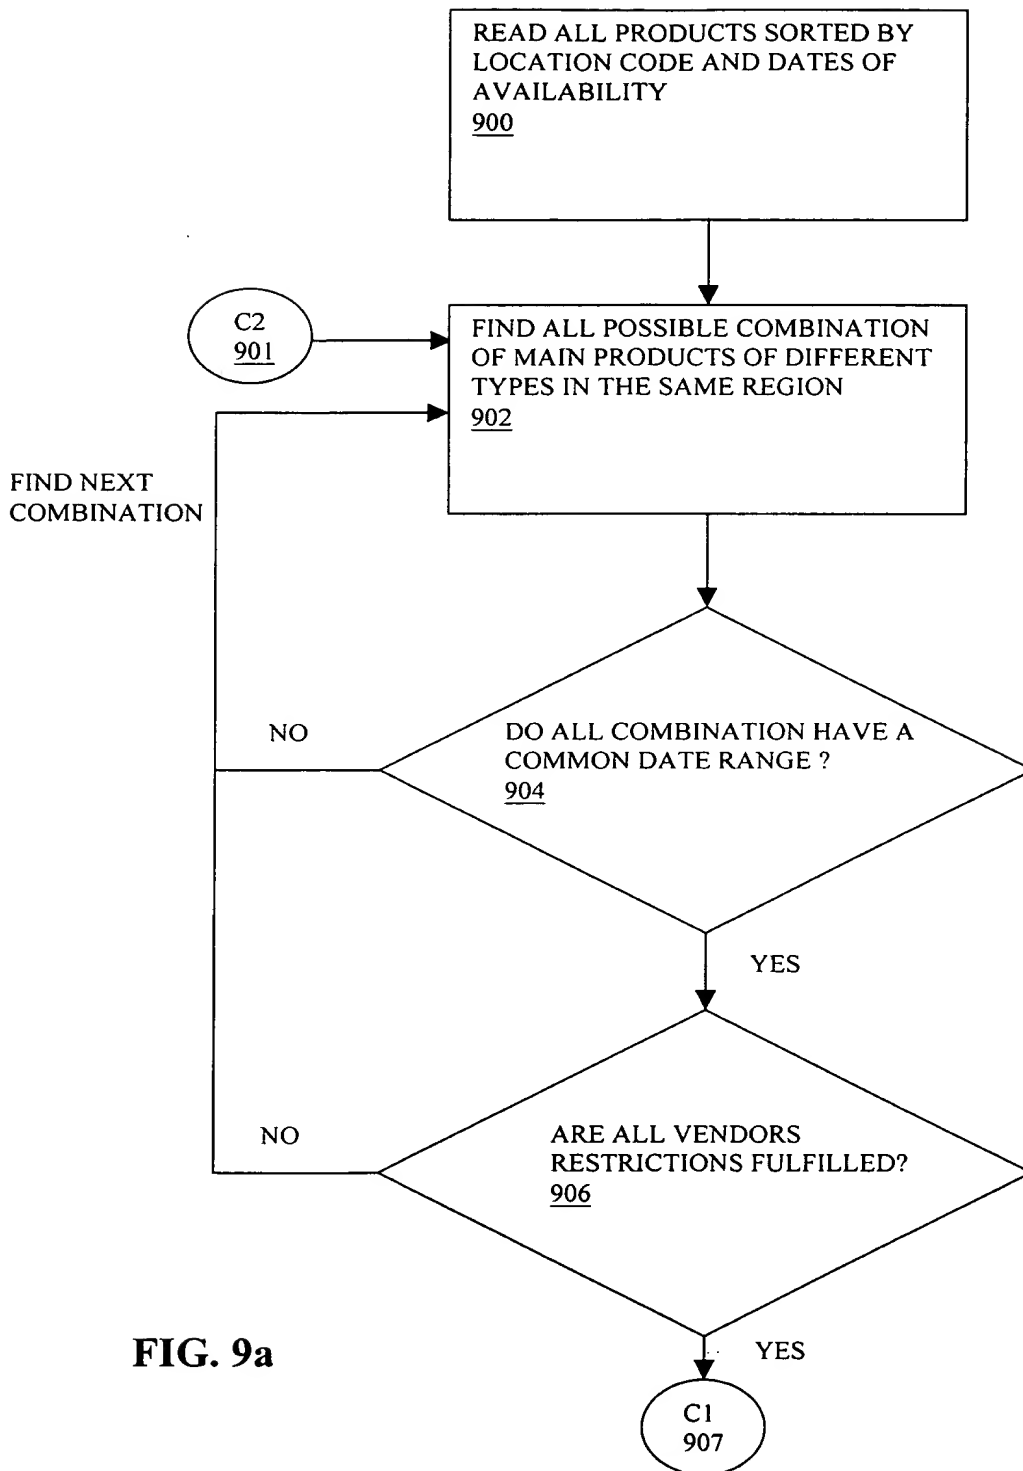 READ ALL PRODUCTS SORTED BY
LOCATION CODE AND DATES OF
AVAILABILITY
900
C2
901
FIND ALL POSSIBLE COMBINATION
OF MAIN PRODUCTS OF DIFFERENT
TYPES IN THE SAME REGION
902
FIND NEXT
COMBINATION
NO
DO ALL COMBINATION HAVE A
COMMON DATE RANGE ?
904
YES
NO
ARE ALL VENDORS
RESTRICTIONS FULFILLED?
906
YES
FIG. 9a
C1
907